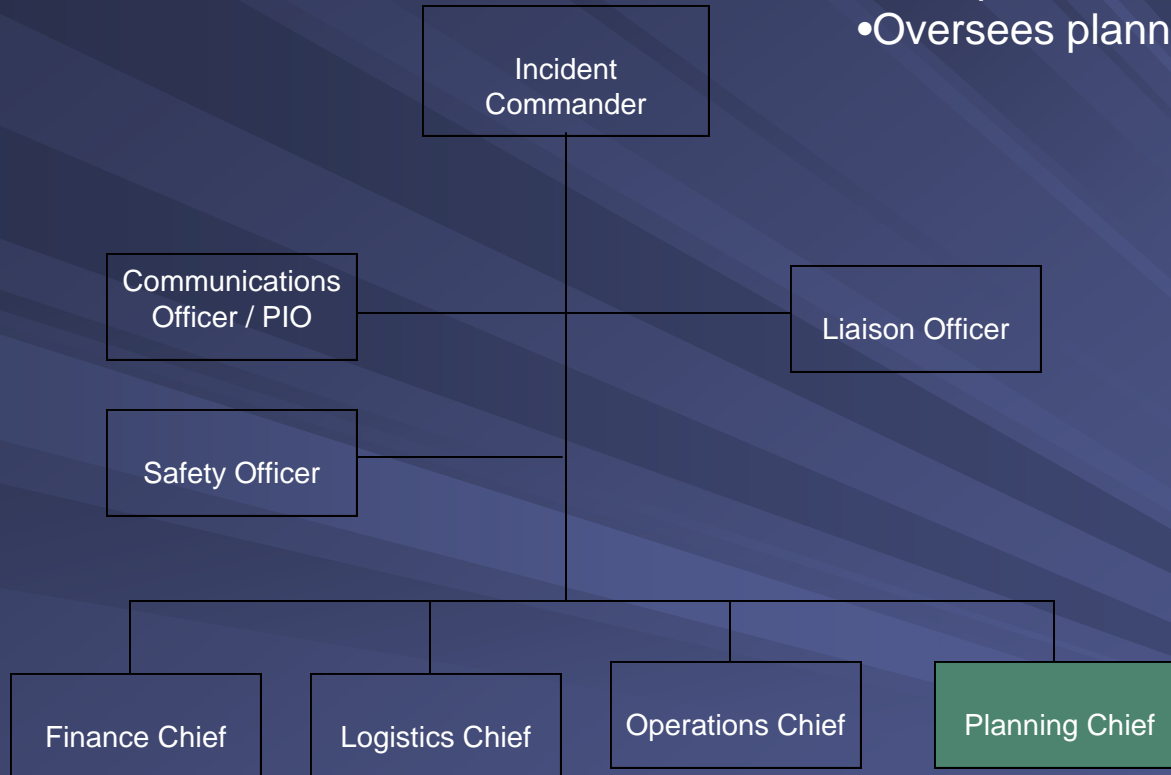 •Oversees plann
Incident
Commander
Communications
Officer / PIO
Liaison Officer
Safety Officer
Finance Chief
Logistics Chief
Operations Chief
Planning Chief